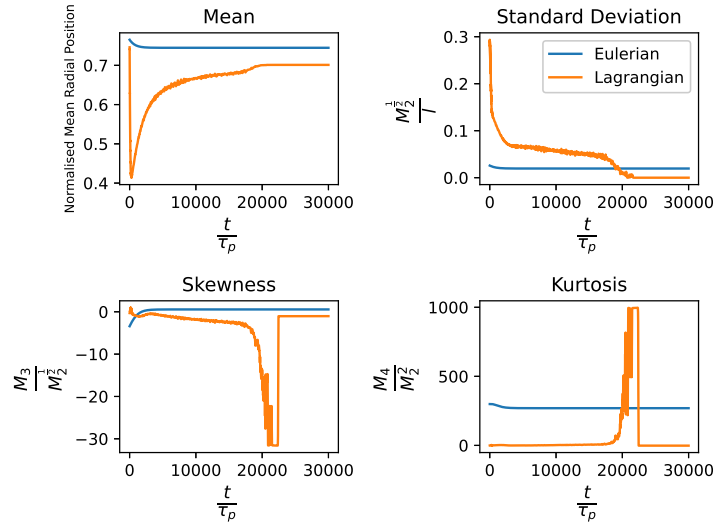 Mean
Normalised Mean Radial Position
0.7
0.6
0.5
0.4
0 10000 20000 30000
t
τp
Standard Deviation
M2^1/2
l
0.3
0.2
0.1
0.0
Eulerian
Lagrangian
0 10000 20000 30000
t
τp
Skewness
M3
M2^1/2
0
−10
−20
−30
0 10000 20000 30000
t
τp
Kurtosis
M4
M2^2
1000
500
0
0 10000 20000 30000
t
τp